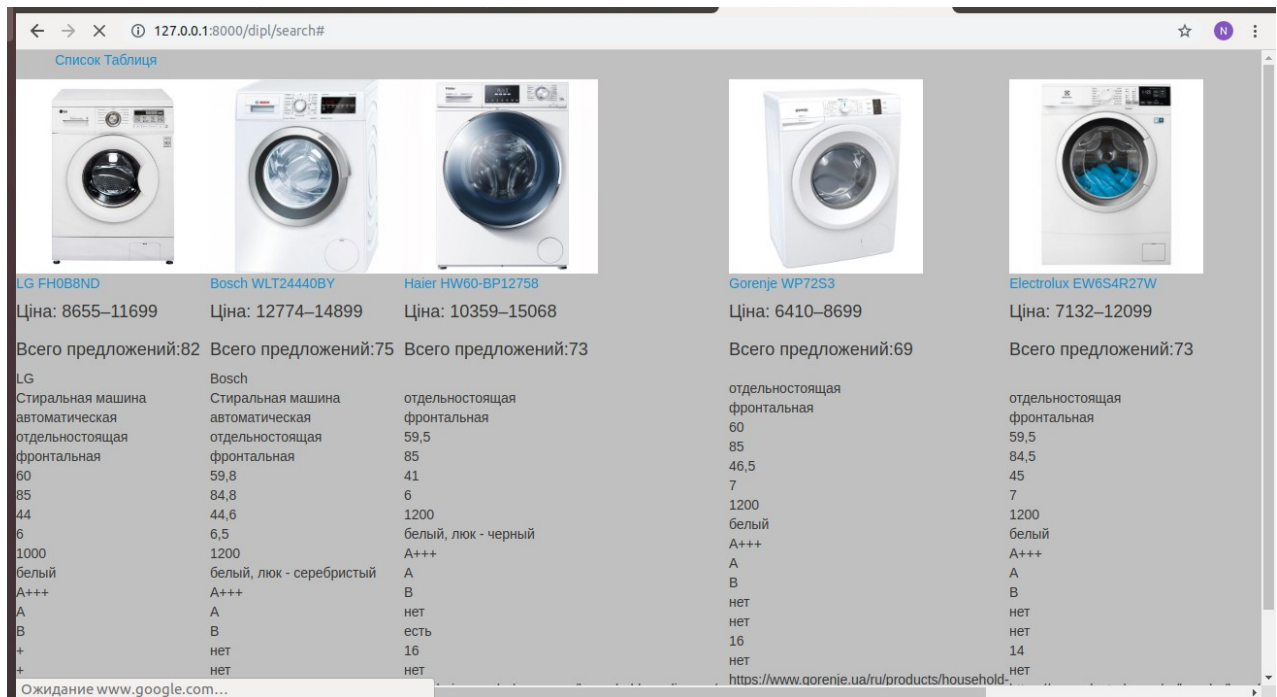 127.0.0.1:8000/dipl/search#
N
Список Таблиця
LG FH0B8ND
Ціна: 8655–11699
Всего предложений:82
LG
Стиральная машина
автоматическая
отдельностоящая
фронтальная
60
85
44
6
1000
белый
A+++
A
B
+
+
Bosch WLT24440BY
Ціна: 12774–14899
Всего предложений:75
Bosch
Стиральная машина
автоматическая
отдельностоящая
фронтальная
59,8
84,8
44,6
6,5
1200
белый, люк - серебристый
A+++
A
B
нет
нет
Haier HW60-BP12758
Ціна: 10359–15068
Всего предложений:73
отдельностоящая
фронтальная
59,5
85
41
6
1200
белый, люк - черный
A+++
A
B
нет
есть
16
нет
Gorenje WP72S3
Ціна: 6410–8699
Всего предложений:69
отдельностоящая
фронтальная
60
85
46,5
7
1200
белый
A+++
A
B
нет
нет
16
нет
https://www.gorenje.ua/ru/products/household-
Electrolux EW6S4R27W
Ціна: 7132–12099
Всего предложений:73
отдельностоящая
фронтальная
59,5
84,5
45
7
1200
белый
A+++
A
B
нет
нет
14
нет
Ожидание www.google.com...